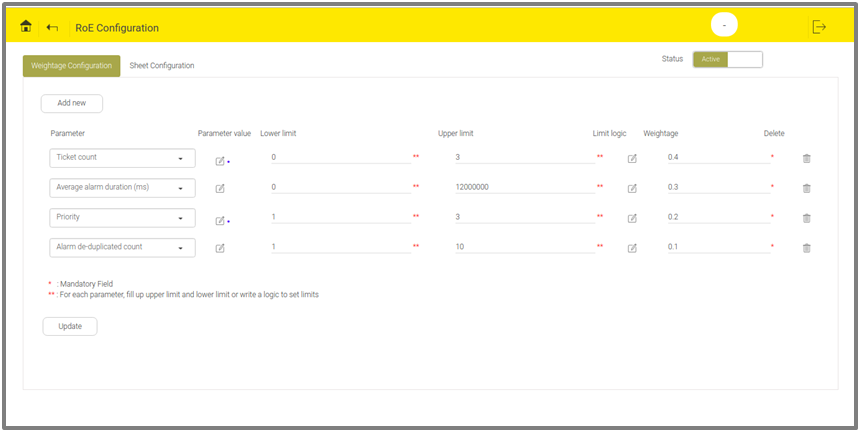 RoE Configuration
-
Weightage Configuration Sheet Configuration Status Active
Add new
Parameter Parameter value Lower limit Upper limit Limit logic Weightage Delete
Ticket count 0 ** 3 ** 0.4 *
Average alarm duration (ms) 0 ** 12000000 ** 0.3 *
Priority 1 ** 3 ** 0.2 *
Alarm de-duplicated count 1 ** 10 ** 0.1 *
* : Mandatory Field
** : For each parameter, fill up upper limit and lower limit or write a logic to set limits
Update